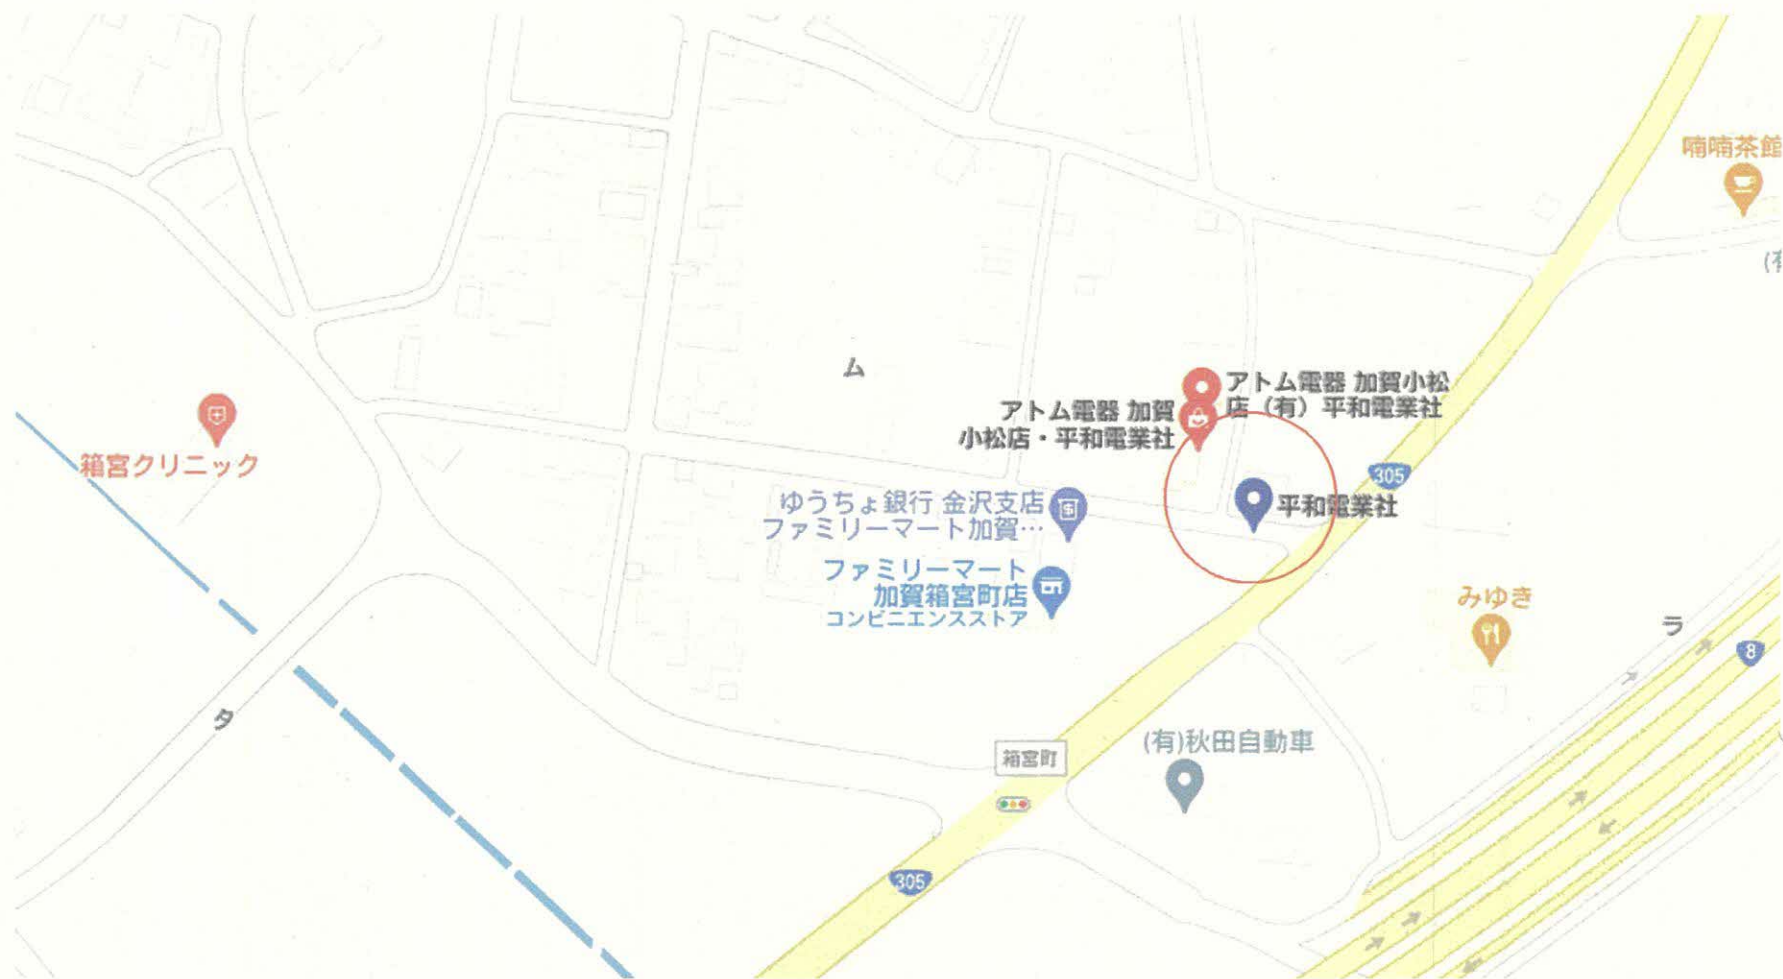 喃喃茶館
(有
ム
アトム電器 加賀小松
店（有）平和電業社
アトム電器 加賀
小松店・平和電業社
箱宮クリニック
305
平和電業社
ゆうちょ銀行 金沢支店
ファミリーマート加賀…
ファミリーマート
加賀箱宮町店
コンビニエンスストア
みゆき
ラ
8
タ
箱宮町
(有)秋田自動車
305